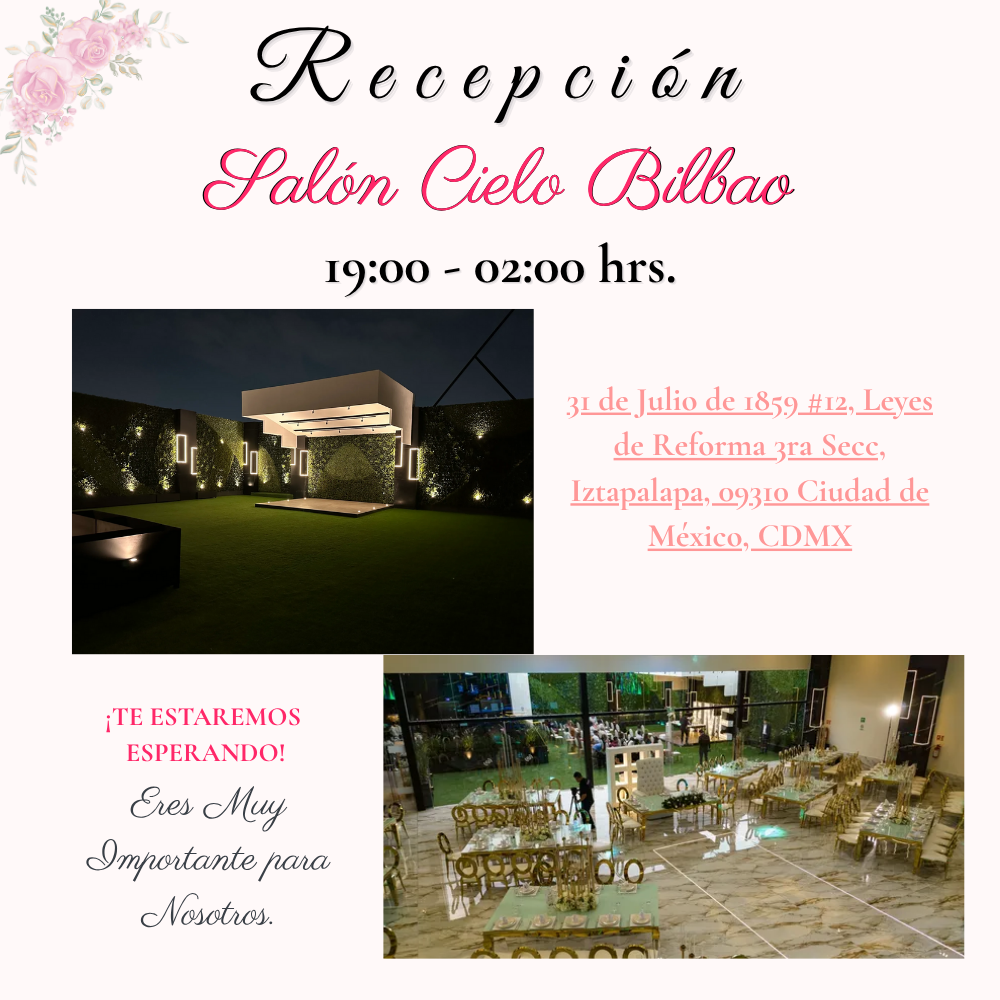 Recepción
Salón Cielo Bilbao
19:00 - 02:00 hrs.
31 de Julio de 1859 #12, Leyes
de Reforma 3ra Secc,
Iztapalapa, 09310 Ciudad de
México, CDMX
¡TE ESTAREMOS
ESPERANDO!
Eres Muy
Importante para
Nosotros.